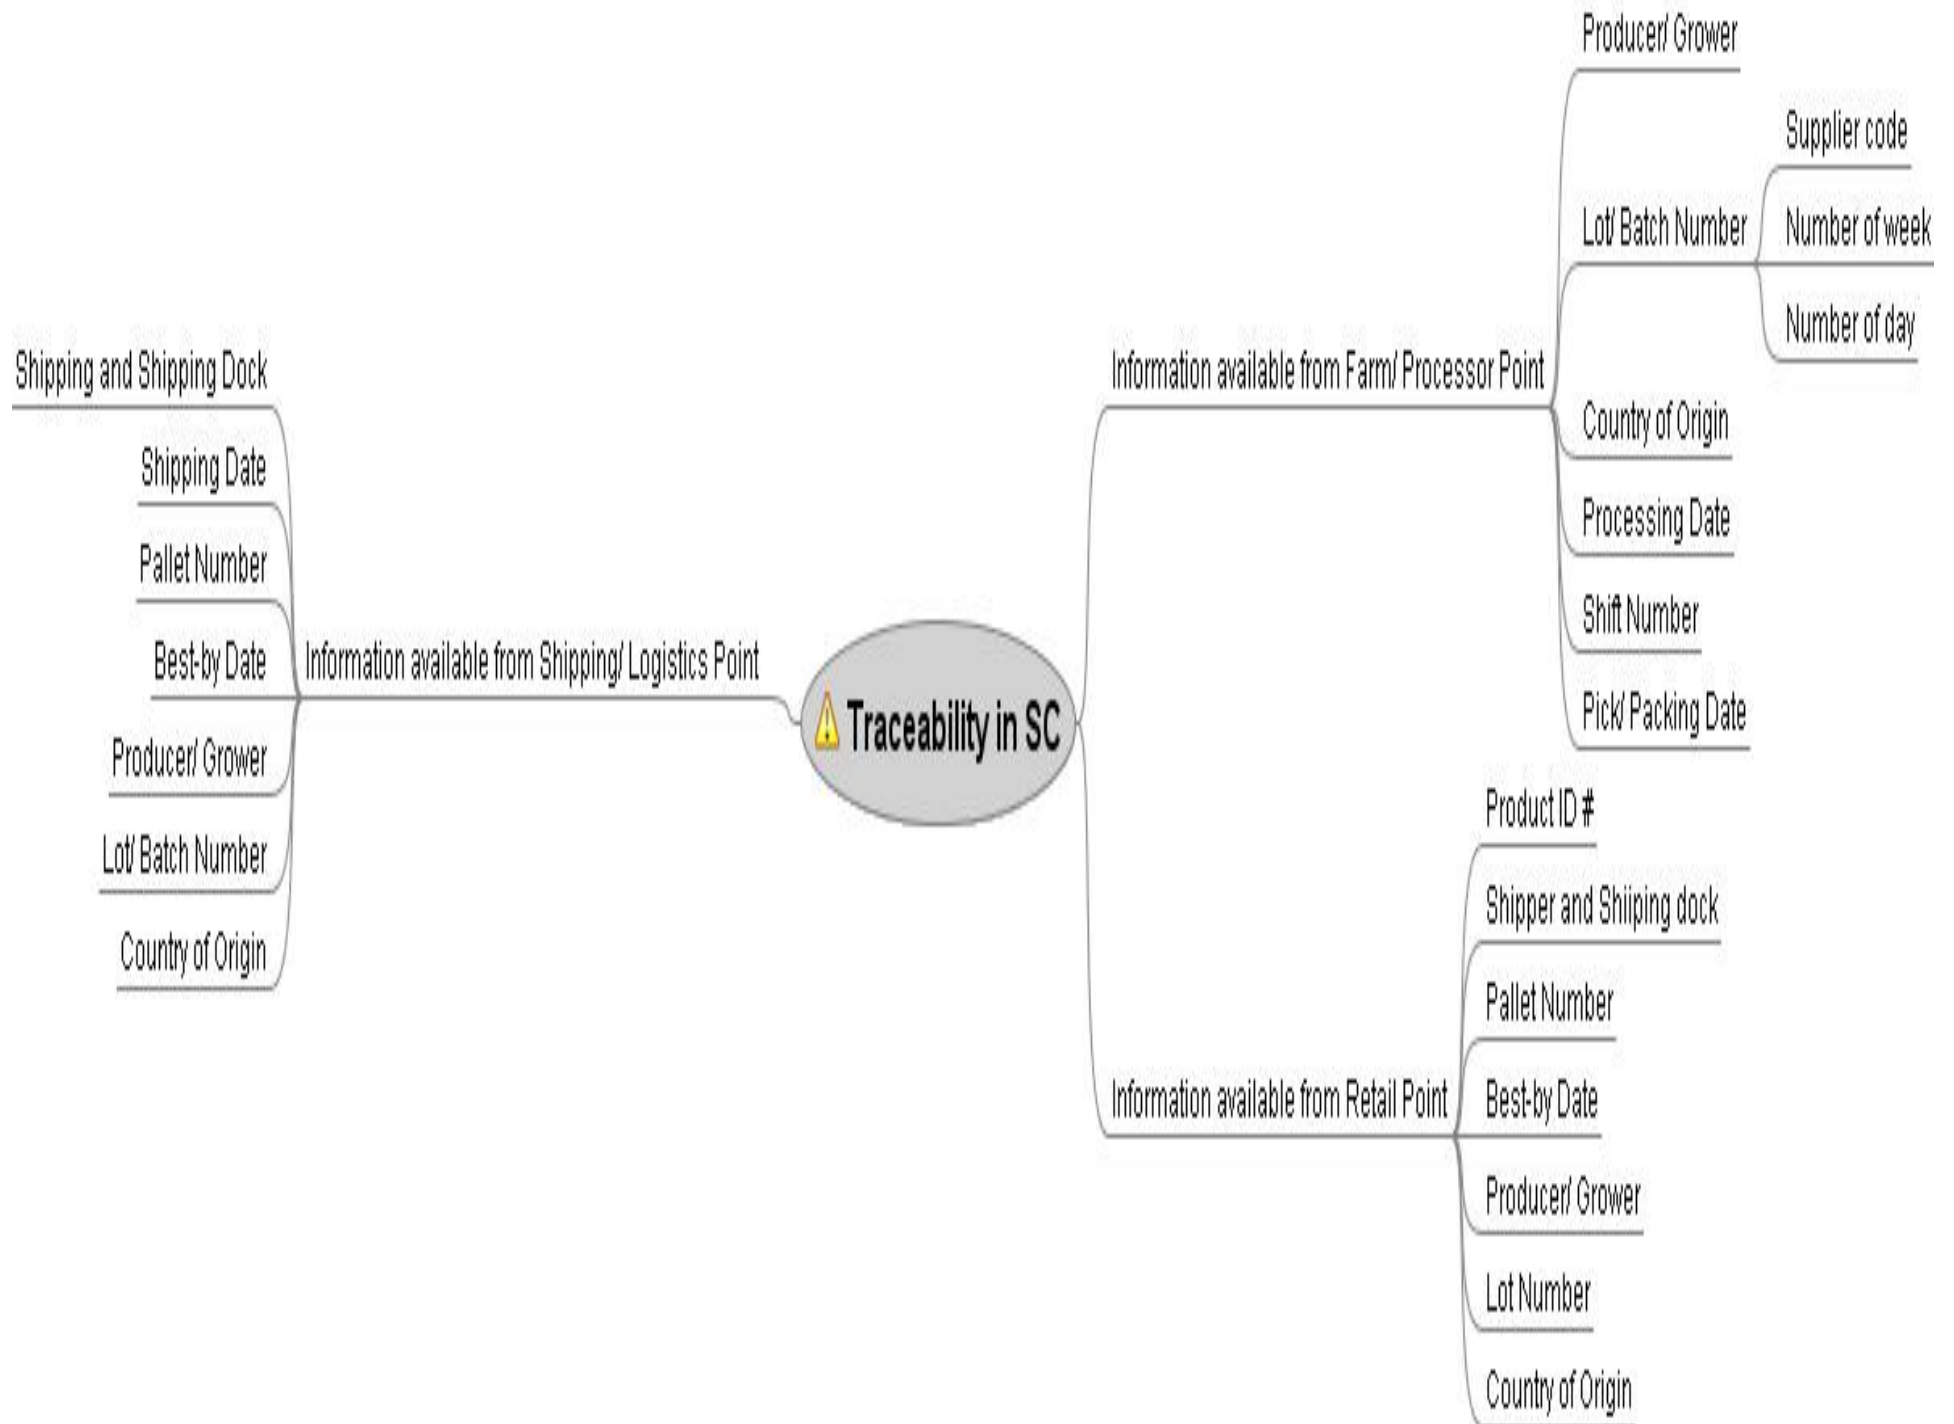 Shipping and Shipping Dock
Shipping Date
Pallet Number
Best-by Date
Producer/ Grower
Lot/ Batch Number
Country of Origin
Information available from Shipping/ Logistics Point
Traceability in SC
Information available from Farm/ Processor Point
Producer/ Grower
Lot/ Batch Number
Supplier code
Number of week
Number of day
Country of Origin
Processing Date
Shift Number
Pick/ Packing Date
Information available from Retail Point
Product ID #
Shipper and Shiiping dock
Pallet Number
Best-by Date
Producer/ Grower
Lot Number
Country of Origin